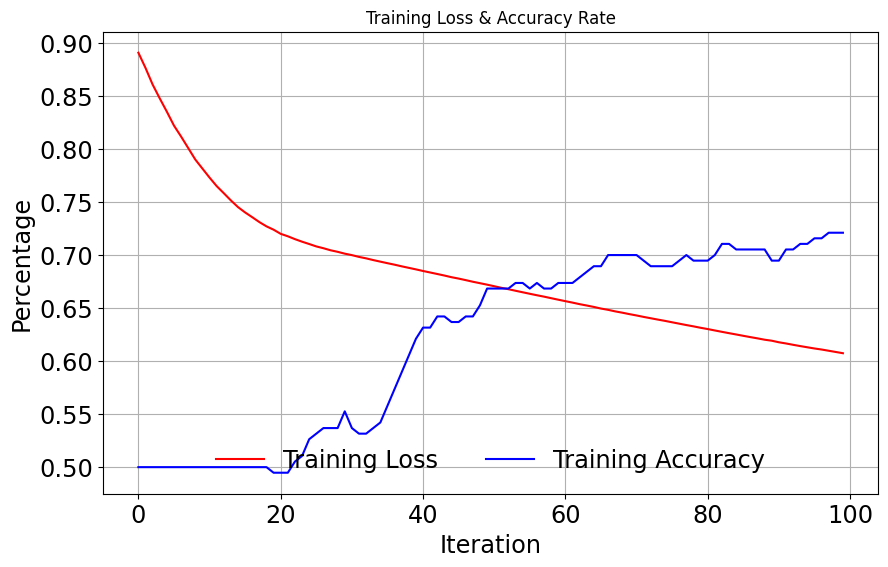 Training Loss & Accuracy Rate
Percentage
0.90
0.85
0.80
0.75
0.70
0.65
0.60
0.55
0.50
Training Loss Training Accuracy
0 20 40 60 80 100
Iteration